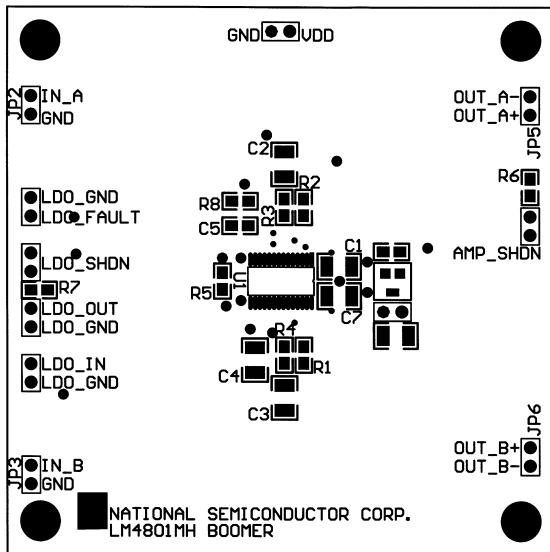 GND VDD
JP2
IN_A
GND
OUT_A-
OUT_A+
JP5
C2
R6
LDO_GND
LDO_FAULT
R8
R2
R3
C5
AMP_SHDN
LDO_SHDN
C1
R7
R5
U1
LDO_OUT
LDO_GND
C7
R4
LDO_IN
LDO_GND
R1
C4
C3
JP6
OUT_B+
OUT_B-
JP3
IN_B
GND
NATIONAL SEMICONDUCTOR CORP.
LM4801MH BOOMER